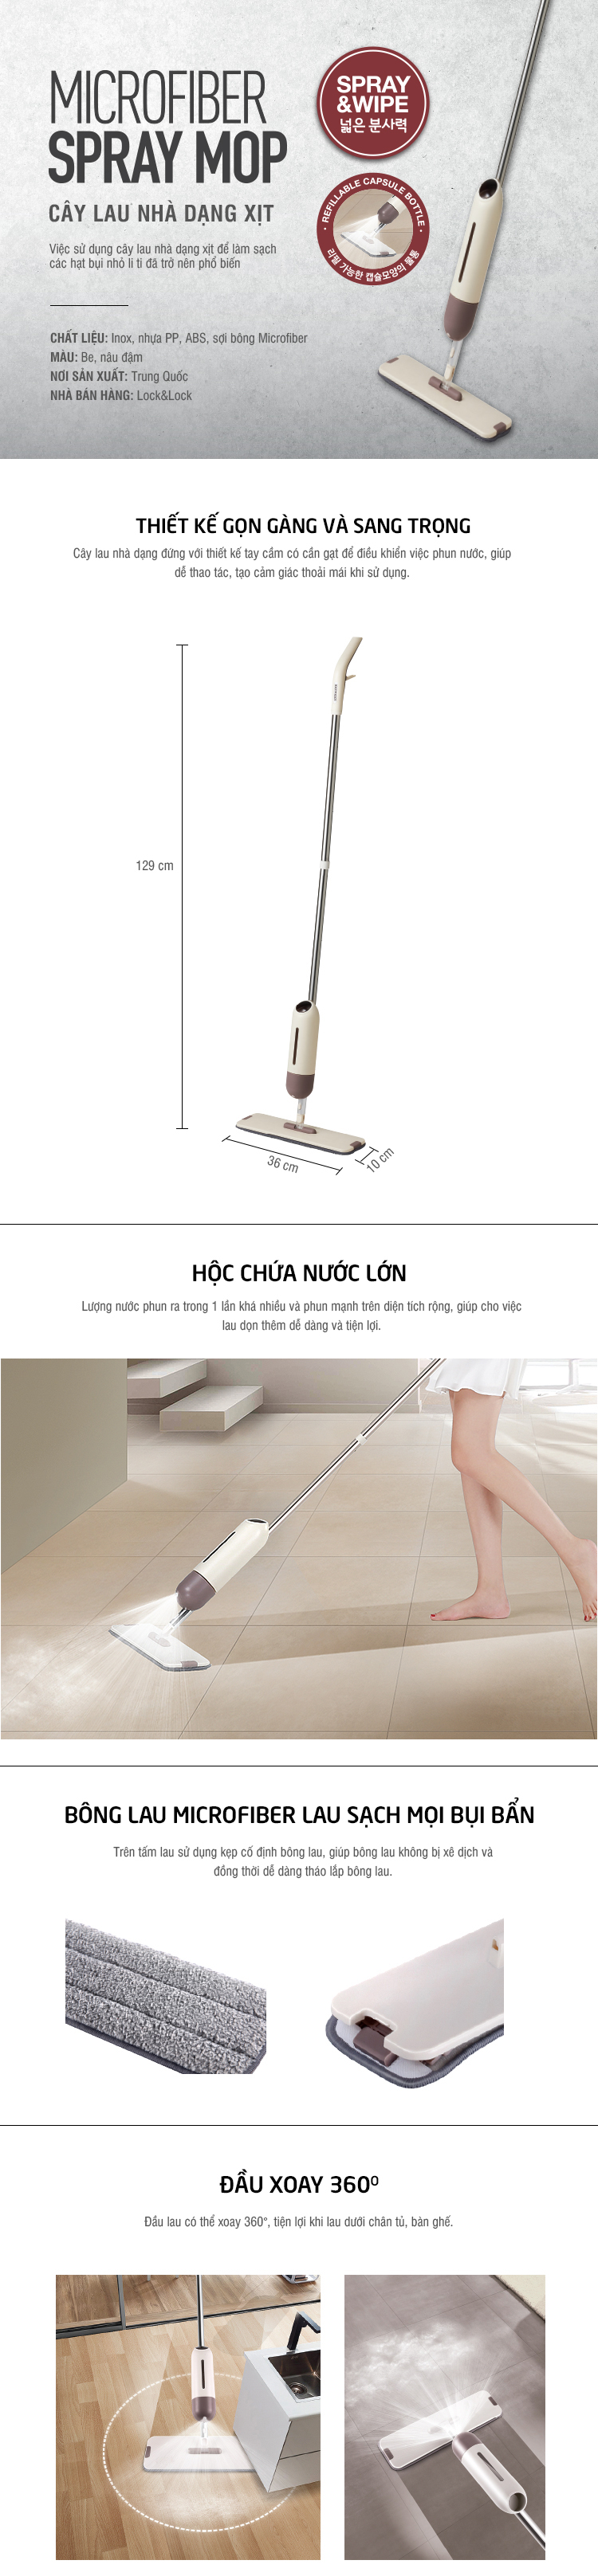 MICROFIBER
SPRAY MOP
CÂY LAU NHÀ DẠNG XỊT
Việc sử dụng cây lau nhà dạng xịt để làm sạch
các hạt bụi nhỏ li ti đã trở nên phổ biến
CHẤT LIỆU: Inox, nhựa PP, ABS, sợi bông Microfiber
MÀU: Be, nâu đậm
NƠI SẢN XUẤT: Trung Quốc
NHÀ BÁN HÀNG: Lock&Lock
SPRAY
&WIPE
넓은 분사력
• REFILLABLE CAPSULE BOTTLE •
리필 가능한 캡슐모양의 물통
THIẾT KẾ GỌN GÀNG VÀ SANG TRỌNG
Cây lau nhà dạng đứng với thiết kế tay cầm có cần gạt để điều khiển việc phun nước, giúp
dễ thao tác, tạo cảm giác thoải mái khi sử dụng.
129 cm
36 cm
10 cm
HỘC CHỨA NƯỚC LỚN
Lượng nước phun ra trong 1 lần khá nhiều và phun mạnh trên diện tích rộng, giúp cho việc
lau dọn thêm dễ dàng và tiện lợi.
BÔNG LAU MICROFIBER LAU SẠCH MỌI BỤI BẨN
Trên tấm lau sử dụng kẹp cố định bông lau, giúp bông lau không bị xê dịch và
đồng thời dễ dàng tháo lắp bông lau.
ĐẦU XOAY 360⁰
Đầu lau có thể xoay 360°, tiện lợi khi lau dưới chân tủ, bàn ghế.